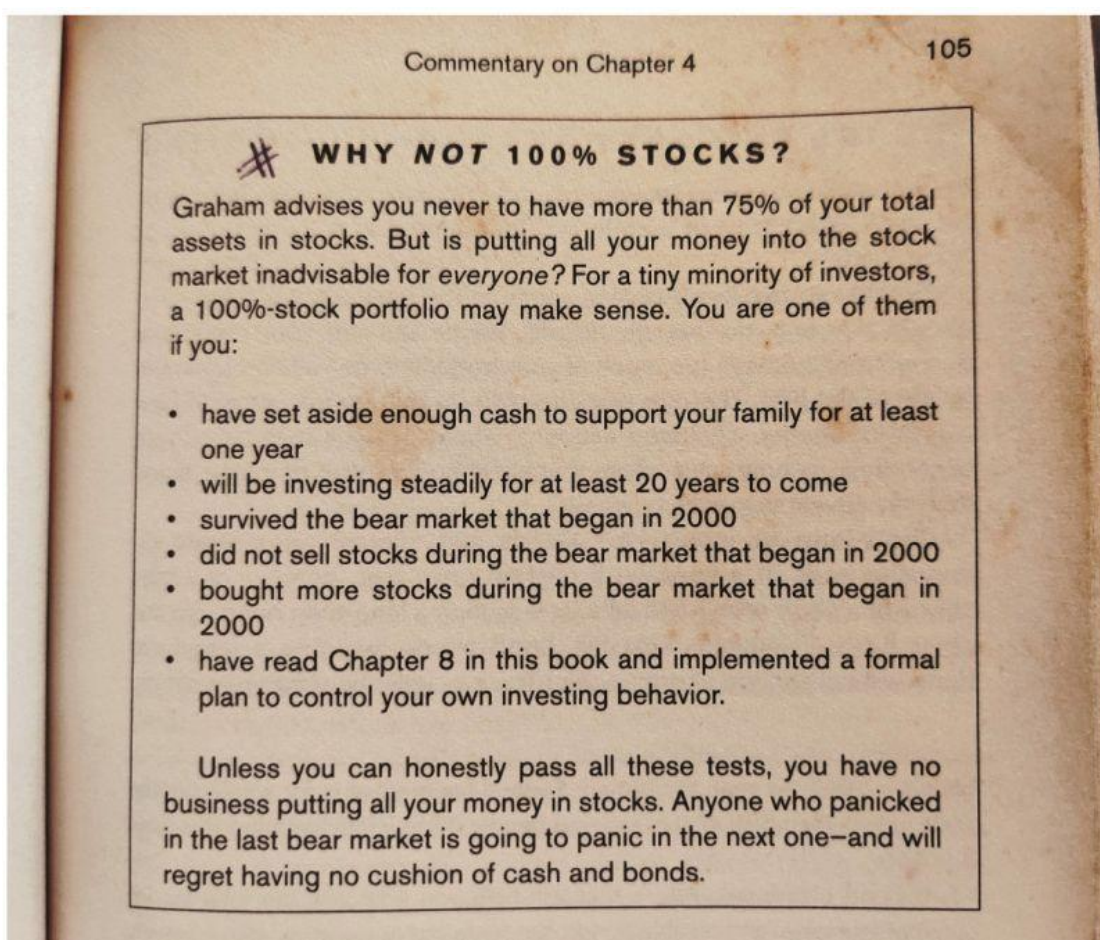 Commentary on Chapter 4
105
# WHY NOT 100% STOCKS?
Graham advises you never to have more than 75% of your total
assets in stocks. But is putting all your money into the stock
market inadvisable for everyone? For a tiny minority of investors,
a 100%-stock portfolio may make sense. You are one of them
if you:
• have set aside enough cash to support your family for at least
one year
• will be investing steadily for at least 20 years to come
• survived the bear market that began in 2000
• did not sell stocks during the bear market that began in 2000
• bought more stocks during the bear market that began in
2000
• have read Chapter 8 in this book and implemented a formal
plan to control your own investing behavior.
Unless you can honestly pass all these tests, you have no
business putting all your money in stocks. Anyone who panicked
in the last bear market is going to panic in the next one—and will
regret having no cushion of cash and bonds.